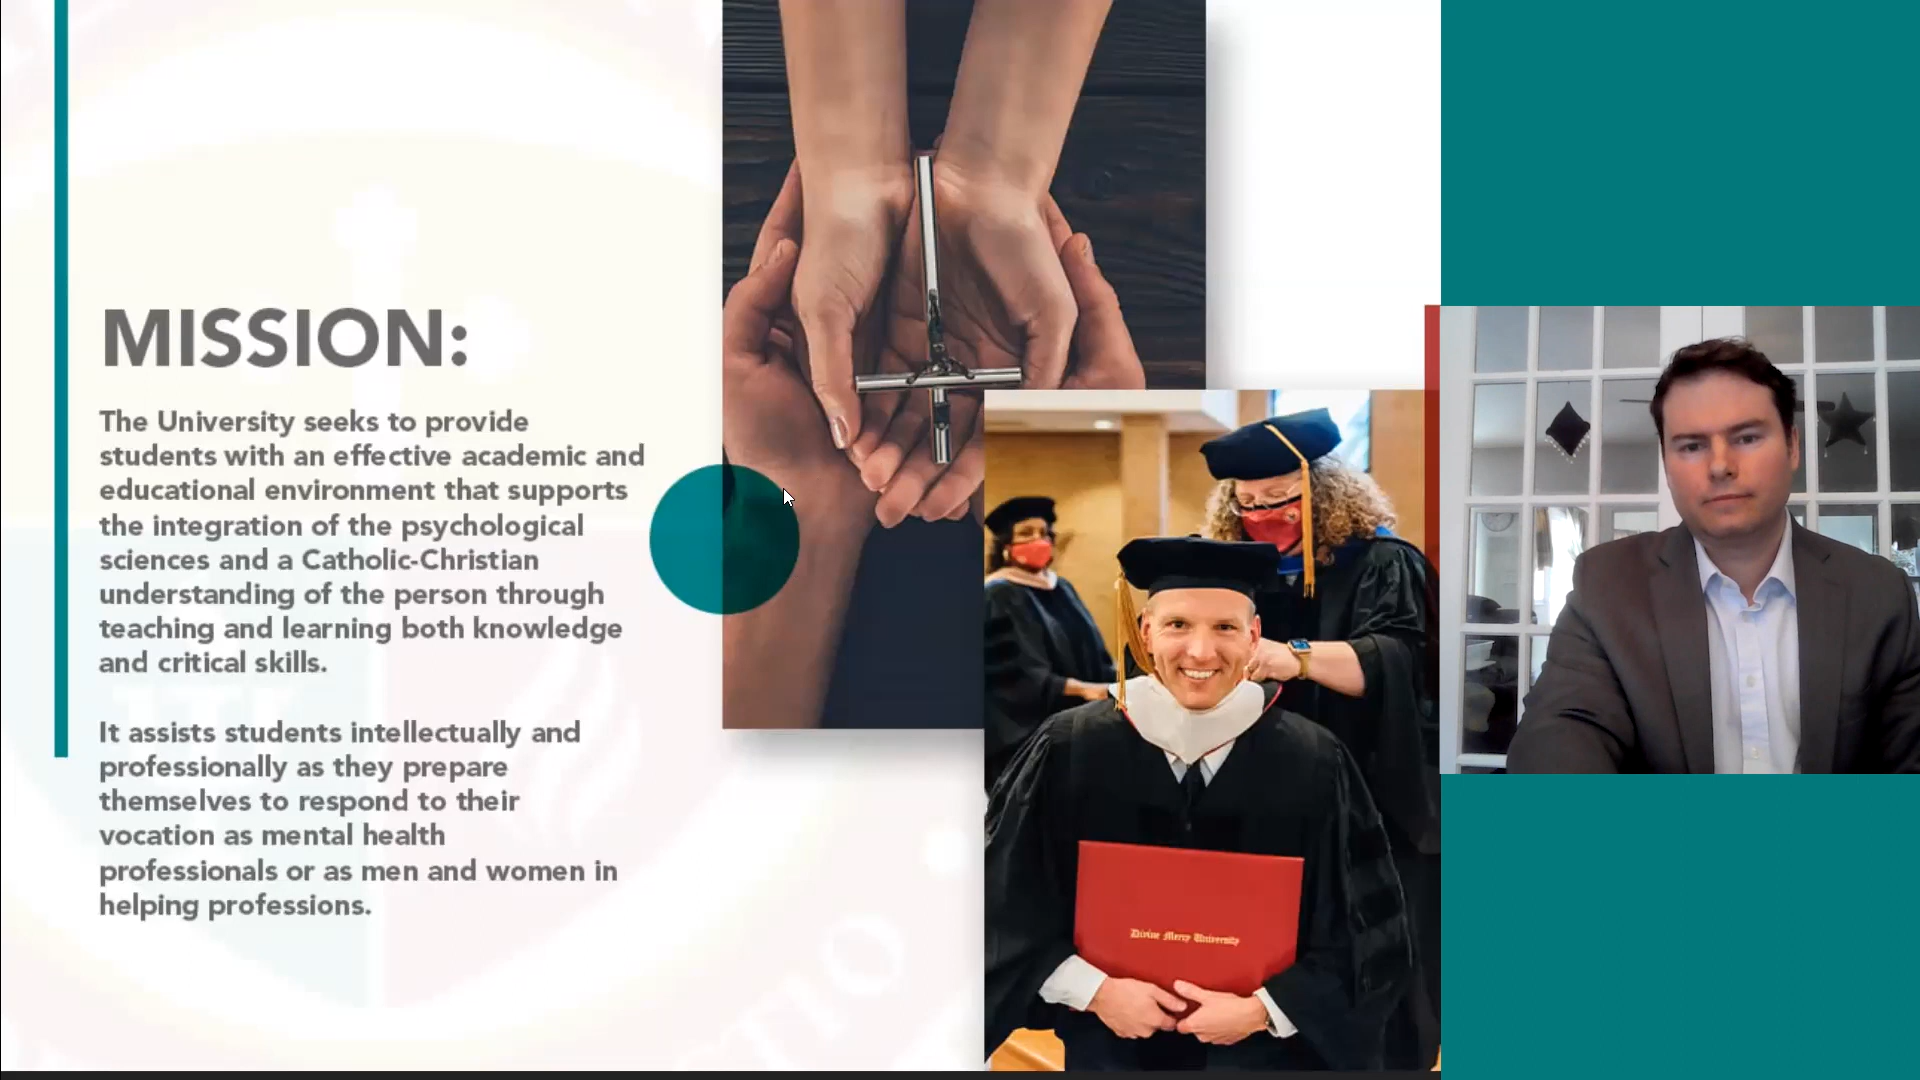 MISSION:
The University seeks to provide
students with an effective academic and
educational environment that supports
the integration of the psychological
sciences and a Catholic-Christian
understanding of the person through
teaching and learning both knowledge
and critical skills.
It assists students intellectually and
professionally as they prepare
themselves to respond to their
vocation as mental health
professionals or as men and women in
helping professions.
Divine Mercy University